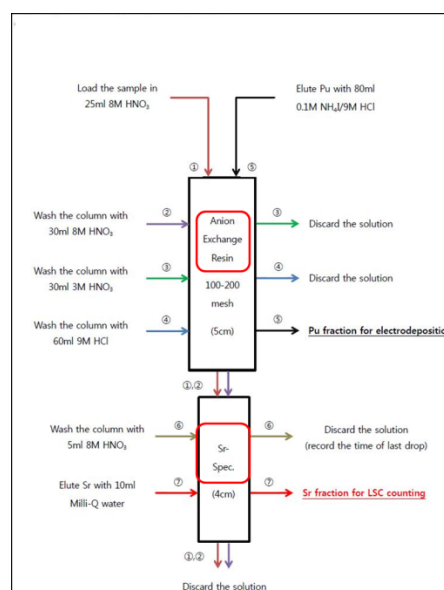 Load the sample in
25ml 8M HNO₃
Elute Pu with 80ml
0.1M NH₄I/9M HCl
①
⑤
Wash the column with
30ml 8M HNO₃
②
Anion
Exchange
Resin
③
Discard the solution
Wash the column with
30ml 3M HNO₃
③
100-200
mesh
④
Discard the solution
Wash the column with
60ml 9M HCl
④
(5cm)
⑤
Pu fraction for electrodeposition
①,②
Wash the column with
5ml 8M HNO₃
⑥
Sr-
Spec.
⑥
Discard the solution
(record the time of last drop)
Elute Sr with 10ml
Milli-Q water
⑦
(4cm)
⑦
Sr fraction for LSC counting
①,②
Discard the solution